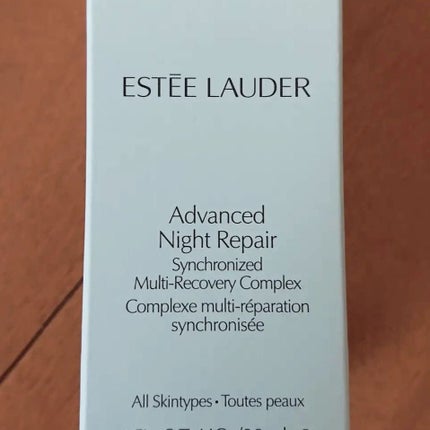 ESTĒE LAUDER
Advanced
Night Repair
Synchronized
Multi-Recovery Complex
Complexe multi-réparation
synchronisée
All Skintypes • Toutes peaux